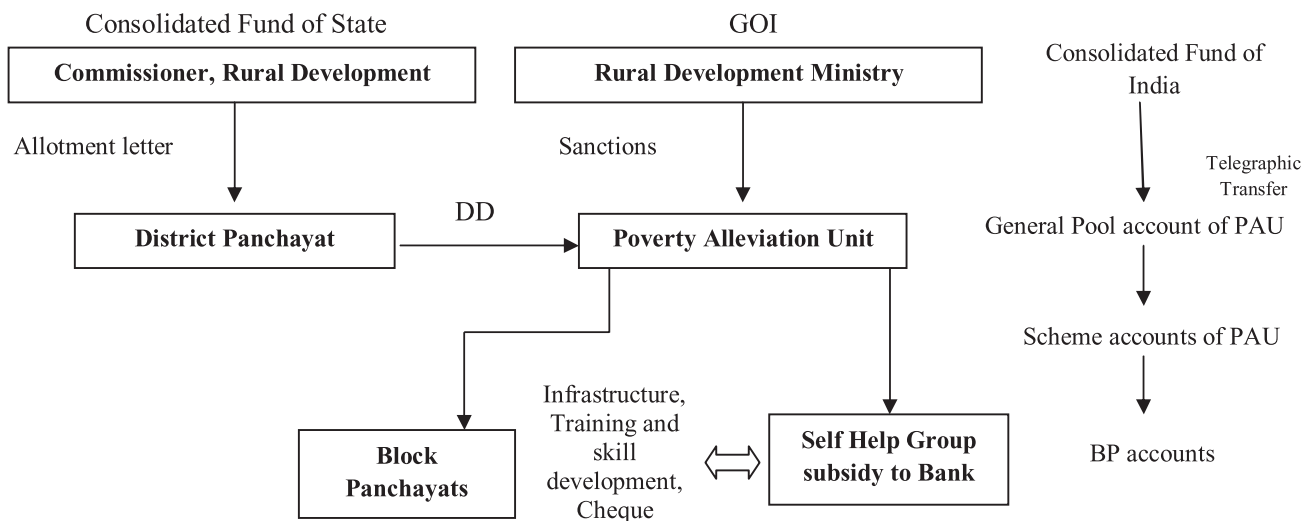 Consolidated Fund of State
GOI
Commissioner, Rural Development
Rural Development Ministry
Consolidated Fund of
India
Allotment letter
Sanctions
Telegraphic
Transfer
District Panchayat
DD
Poverty Alleviation Unit
General Pool account of PAU
Scheme accounts of PAU
Block
Panchayats
Infrastructure,
Training and
skill
development,
Cheque
Self Help Group
subsidy to Bank
BP accounts